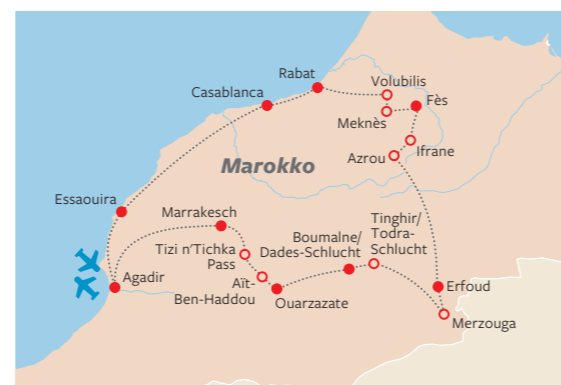 Rabat
Volubilis
Casablanca
Fès
Meknès
Ifrane
Azrou
Marokko
Essaouira
Marrakesch
Tinghir/
Todra-
Schlucht
Boumalne/
Dades-Schlucht
Tizi n'Tichka
Pass
Aït-
Ben-Haddou
Agadir
Ouarzazate
Erfoud
Merzouga